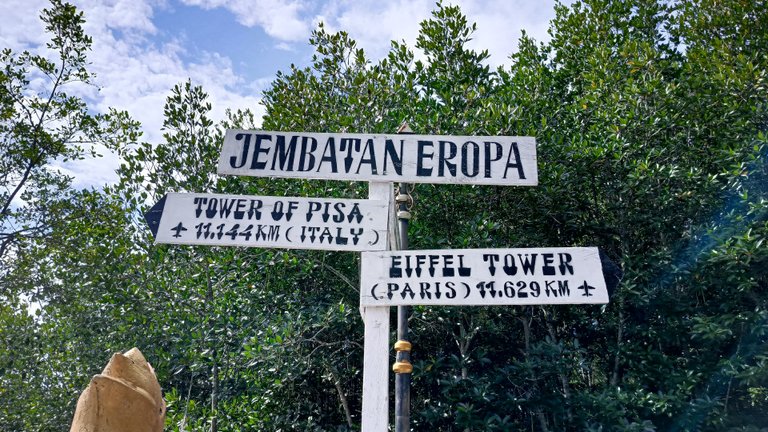 JEMBATAN EROPA
TOWER OF PISA
11.144 KM ( ITALY )
EIFFEL TOWER
( PARIS ) 11.629 KM